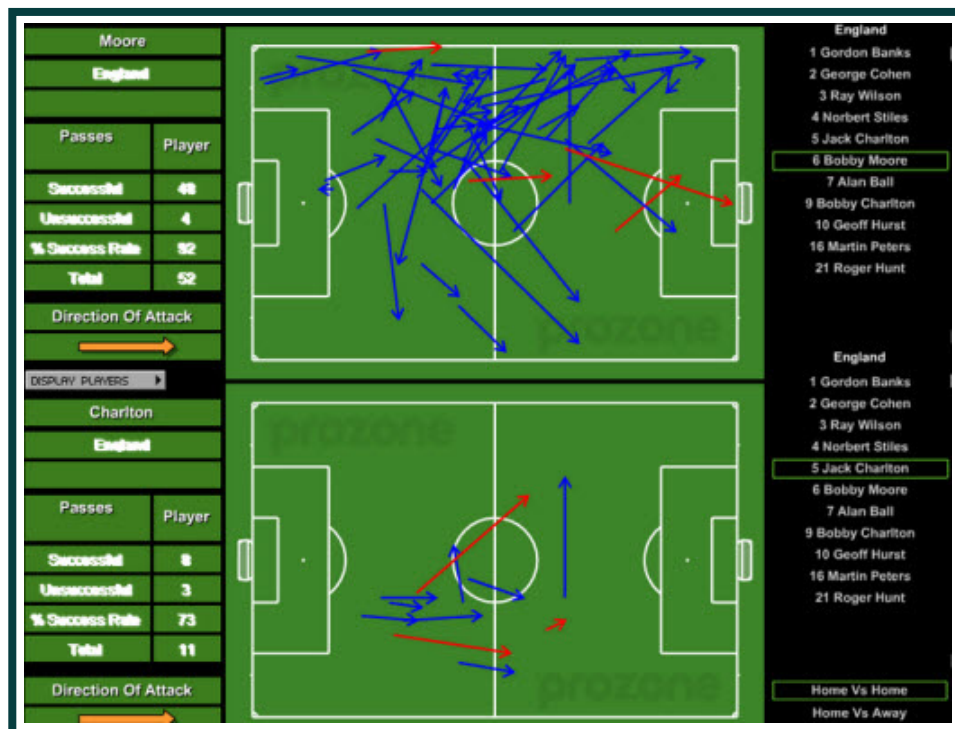 Moore
England
Passes
Player
Successful 48
Unsuccessful 4
% Success Rate 92
Total 52
Direction Of Attack
DISPLAY PLAYERS
prozone
prozone
England
1 Gordon Banks
2 George Cohen
3 Ray Wilson
4 Norbert Stiles
5 Jack Charlton
6 Bobby Moore
7 Alan Ball
9 Bobby Charlton
10 Geoff Hurst
16 Martin Peters
21 Roger Hunt
Charlton
England
Passes
Player
Successful 8
Unsuccessful 3
% Success Rate 73
Total 11
Direction Of Attack
prozone
prozone
England
1 Gordon Banks
2 George Cohen
3 Ray Wilson
4 Norbert Stiles
5 Jack Charlton
6 Bobby Moore
7 Alan Ball
9 Bobby Charlton
10 Geoff Hurst
16 Martin Peters
21 Roger Hunt
Home Vs Home
Home Vs Away